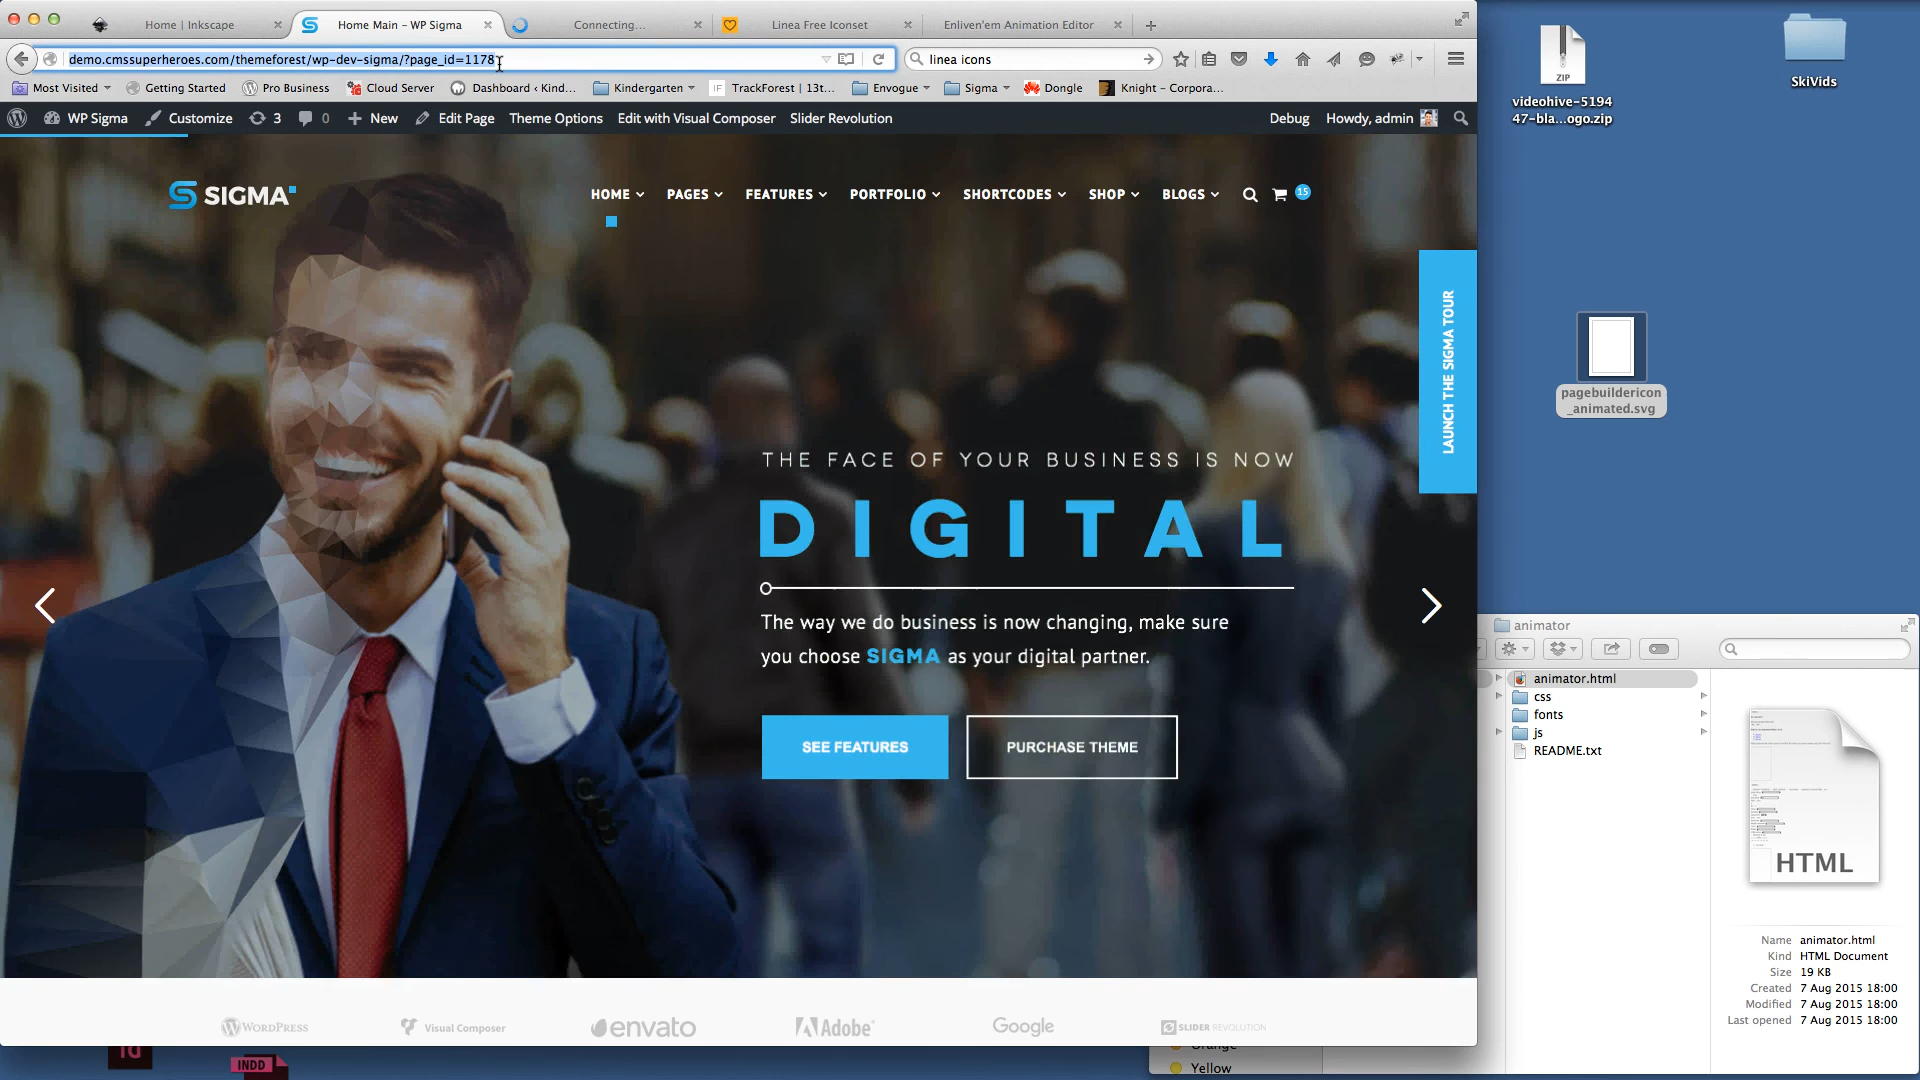 Home | Inkscape
Home Main – WP Sigma
Connecting...
Linea Free Iconset
Enliven'em Animation Editor
demo.cmssuperheroes.com/themeforest/wp-dev-sigma/?page_id=1178
linea icons
Most Visited
Getting Started
Pro Business
Cloud Server
Dashboard ‹ Kind...
Kindergarten
IF
TrackForest | 13t...
Envogue
Sigma
Dongle
Knight – Corpora...
WP Sigma
Customize
3
0
New
Edit Page
Theme Options
Edit with Visual Composer
Slider Revolution
Debug
Howdy, admin
SIGMA
HOME
PAGES
FEATURES
PORTFOLIO
SHORTCODES
SHOP
BLOGS
15
LAUNCH THE SIGMA TOUR
THE FACE OF YOUR BUSINESS IS NOW
DIGITAL
The way we do business is now changing, make sure
you choose SIGMA as your digital partner.
SEE FEATURES
PURCHASE THEME
WORDPRESS
Visual Composer
envato
Adobe
Google
SLIDER REVOLUTION
ZIP
videohive-5194
47-bla...ogo.zip
SkiVids
pagebuildericon
_animated.svg
animator
animator.html
css
fonts
js
README.txt
HTML
Name animator.html
Kind HTML Document
Size 19 KB
Created 7 Aug 2015 18:00
Modified 7 Aug 2015 18:00
Last opened 7 Aug 2015 18:00
Orange
Yellow
Id
INDD